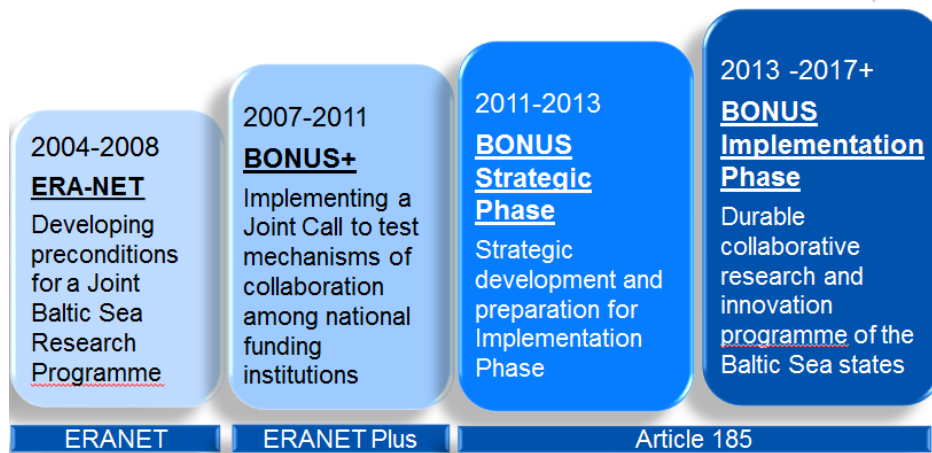 2004-2008
ERA-NET
Developing
preconditions
for a Joint
Baltic Sea
Research
Programme
2007-2011
BONUS+
Implementing a
Joint Call to test
mechanisms of
collaboration
among national
funding
institutions
2011-2013
BONUS
Strategic
Phase
Strategic
development and
preparation for
Implementation
Phase
2013 -2017+
BONUS
Implementation
Phase
Durable
collaborative
research and
innovation
programme of the
Baltic Sea states
ERANET
ERANET Plus
Article 185